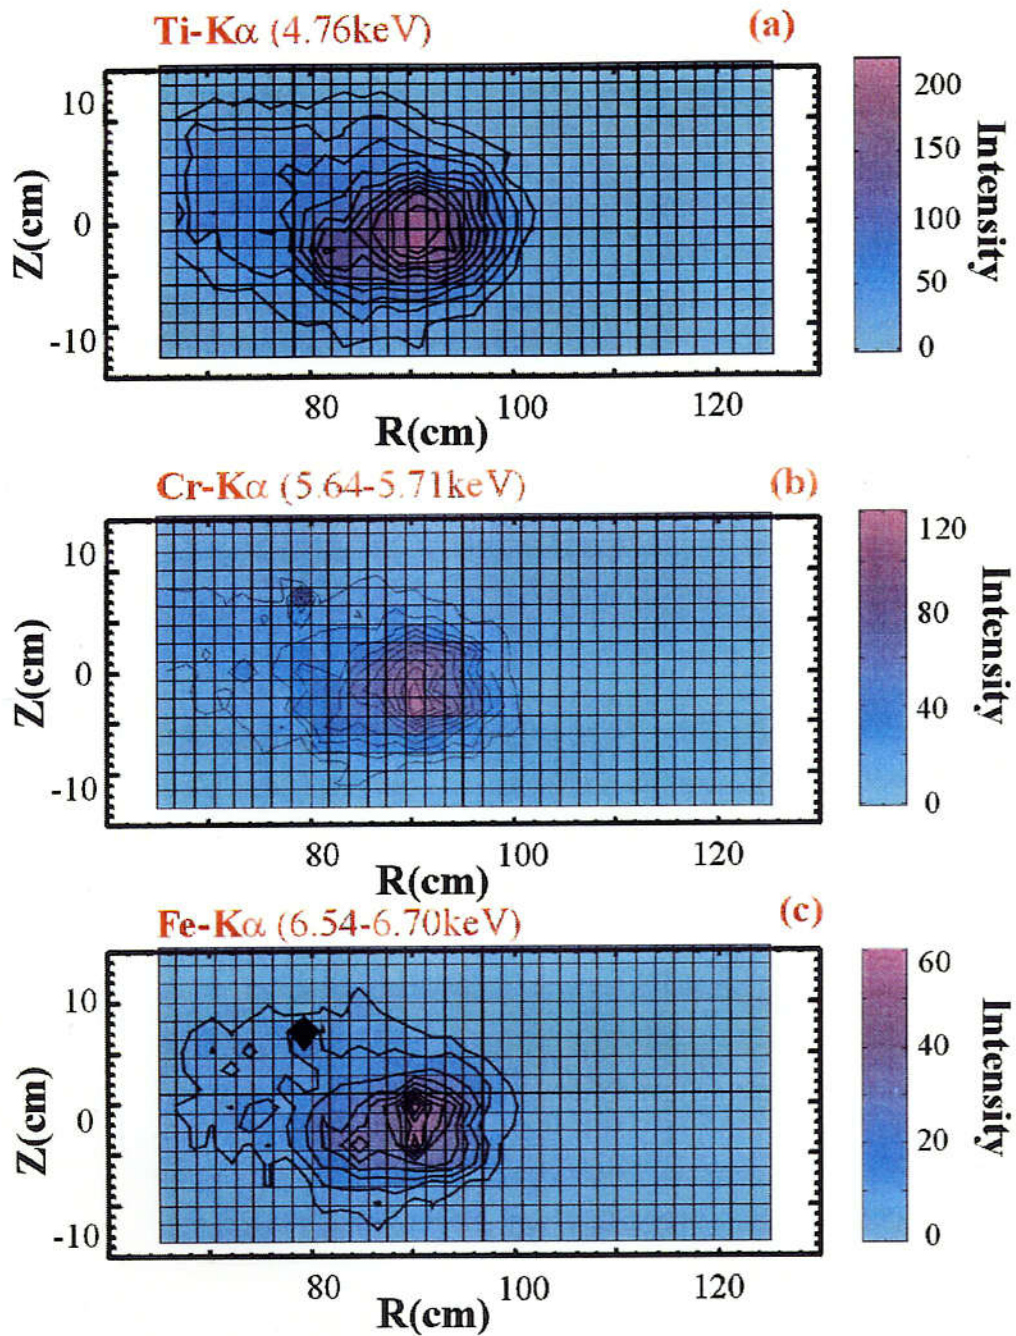 Ti-Kα (4.76keV) (a)
10
0
-10
Z(cm)
80 100 120
R(cm)
200
150
100
50
0
Intensity
Cr-Kα (5.64-5.71keV) (b)
10
0
-10
Z(cm)
80 100 120
R(cm)
120
80
40
0
Intensity
Fe-Kα (6.54-6.70keV) (c)
10
0
-10
Z(cm)
80 100 120
R(cm)
60
40
20
0
Intensity